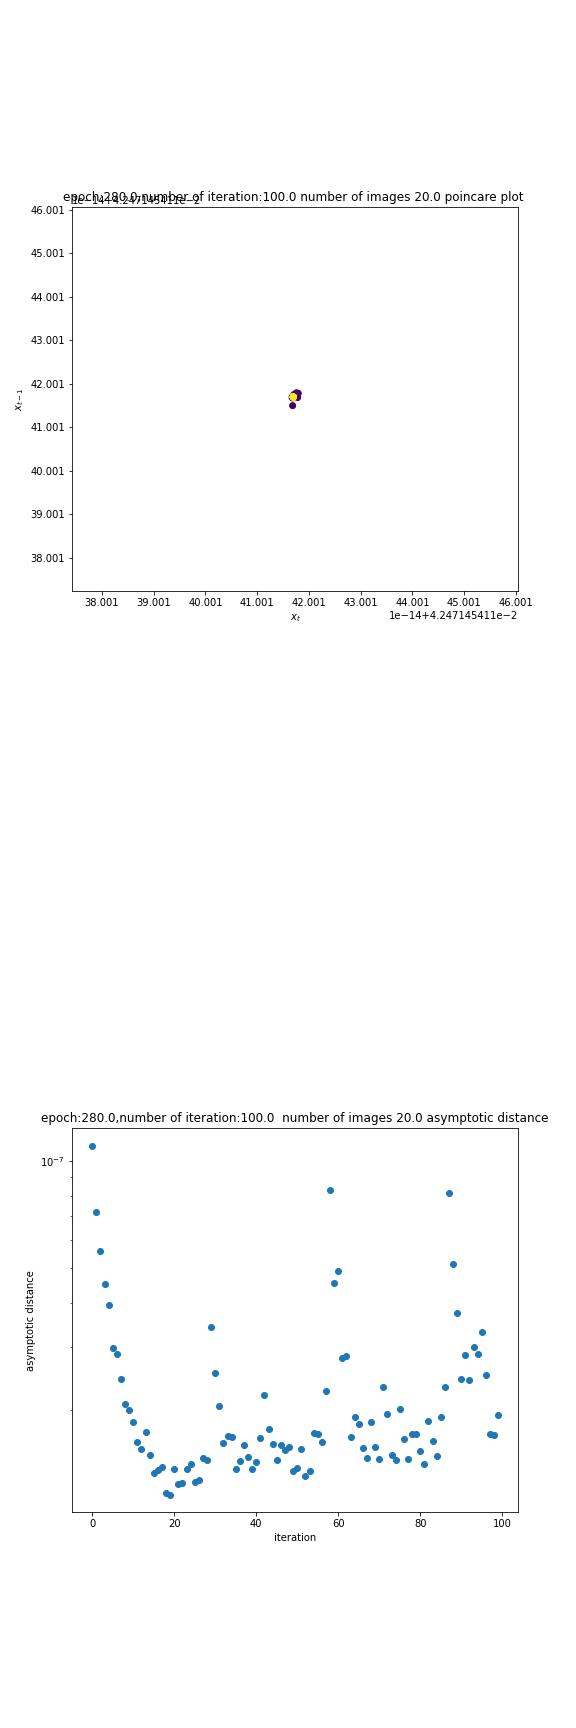 epoch:280.0,number of iteration:100.0 number of images 20.0 poincare plot
1e−14+4.247145411e−2
46.001
45.001
44.001
43.001
42.001
41.001
40.001
39.001
38.001
x_{t−1}
38.001 39.001 40.001 41.001 42.001 43.001 44.001 45.001 46.001
x_t
1e−14+4.247145411e−2
epoch:280.0,number of iteration:100.0  number of images 20.0 asymptotic distance
10^{−7}
asymptotic distance
0 20 40 60 80 100
iteration